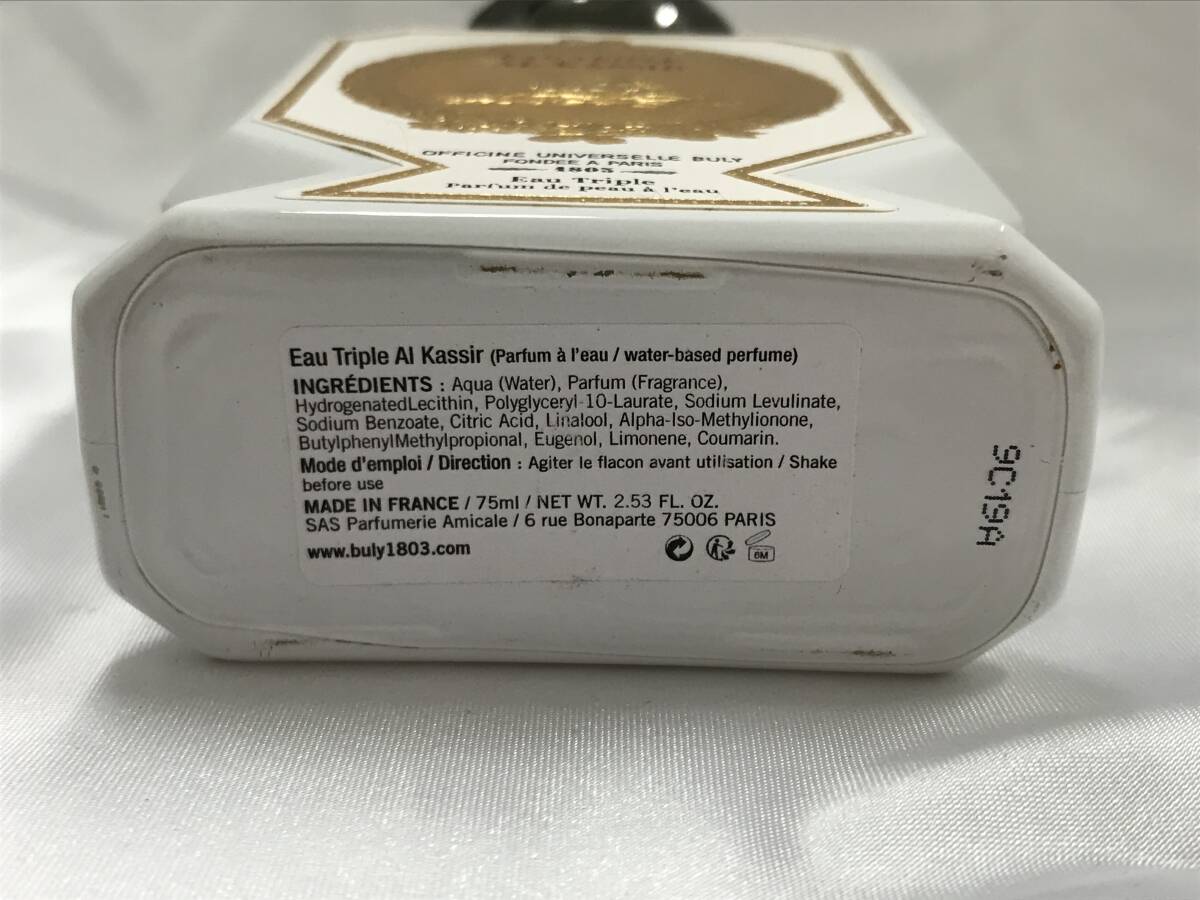 OFFICINE UNIVERSELLE BULY
FONDÉE A PARIS
1803
Eau Triple
Parfum de peau à l'eau
Eau Triple Al Kassir (Parfum à l'eau / water-based perfume)
INGRÉDIENTS : Aqua (Water), Parfum (Fragrance),
HydrogenatedLecithin, Polyglyceryl-10-Laurate, Sodium Levulinate,
Sodium Benzoate, Citric Acid, Linalool, Alpha-Iso-Methylionone,
ButylphenylMethylpropional, Eugenol, Limonene, Coumarin.
Mode d'emploi / Direction : Agiter le flacon avant utilisation / Shake
before use
MADE IN FRANCE / 75ml / NET WT. 2.53 FL. OZ.
SAS Parfumerie Amicale / 6 rue Bonaparte 75006 PARIS
www.buly1803.com
6M
9C19A